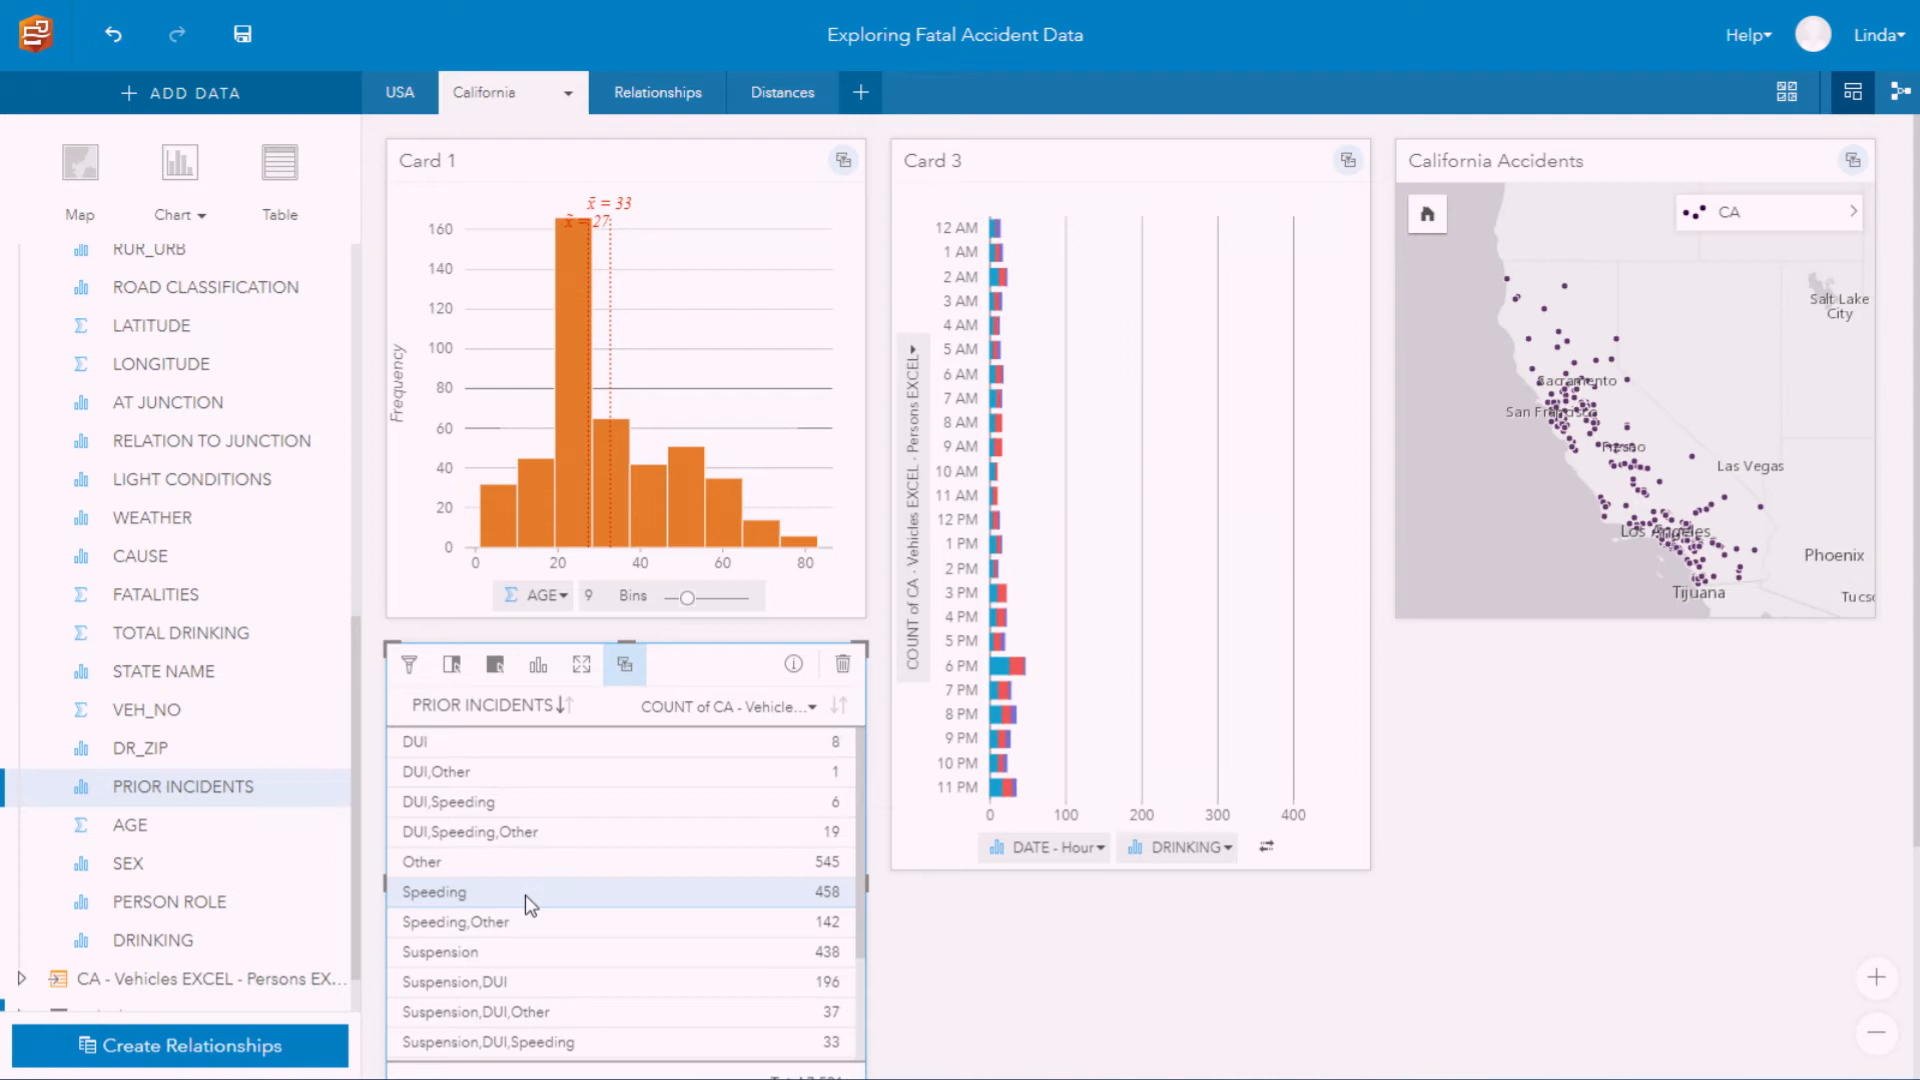 Exploring Fatal Accident Data
Help
Linda
+ ADD DATA
USA
California
Relationships
Distances
Map
Chart
Table
RUR_URB
ROAD CLASSIFICATION
LATITUDE
LONGITUDE
AT JUNCTION
RELATION TO JUNCTION
LIGHT CONDITIONS
WEATHER
CAUSE
FATALITIES
TOTAL DRINKING
STATE NAME
VEH_NO
DR_ZIP
PRIOR INCIDENTS
AGE
SEX
PERSON ROLE
DRINKING
CA - Vehicles EXCEL - Persons EX...
Create Relationships
Card 1
x̄ = 33
x̃ = 27
Frequency
160
140
120
100
80
60
40
20
0
0 20 40 60 80
AGE 9 Bins
PRIOR INCIDENTS COUNT of CA - Vehicle...
DUI 8
DUI,Other 1
DUI,Speeding 6
DUI,Speeding,Other 19
Other 545
Speeding 458
Speeding,Other 142
Suspension 438
Suspension,DUI 196
Suspension,DUI,Other 37
Suspension,DUI,Speeding 33
Card 3
COUNT of CA - Vehicles EXCEL - Persons EXCEL
12 AM
1 AM
2 AM
3 AM
4 AM
5 AM
6 AM
7 AM
8 AM
9 AM
10 AM
11 AM
12 PM
1 PM
2 PM
3 PM
4 PM
5 PM
6 PM
7 PM
8 PM
9 PM
10 PM
11 PM
0 100 200 300 400
DATE - Hour DRINKING
California Accidents
CA
Salt Lake
City
Sacramento
San Francisco
Fresno
Las Vegas
Los Angeles
Phoenix
Tijuana
Tucs